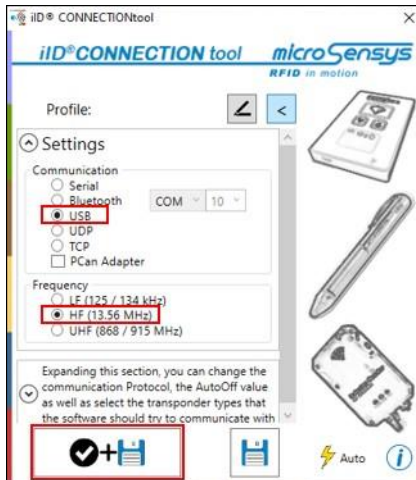 iID® CONNECTIONtool
iID®CONNECTION tool
microSensys
RFID in motion
Profile:
<
Settings
Communication
Serial
Bluetooth
COM
10
USB
UDP
TCP
PCan Adapter
Frequency
LF (125 / 134 kHz)
HF (13.56 MHz)
UHF (868 / 915 MHz)
Expanding this section, you can change the
communication Protocol, the AutoOff value
as well as select the transponder types that
the software should try to communicate with
+
Auto
i